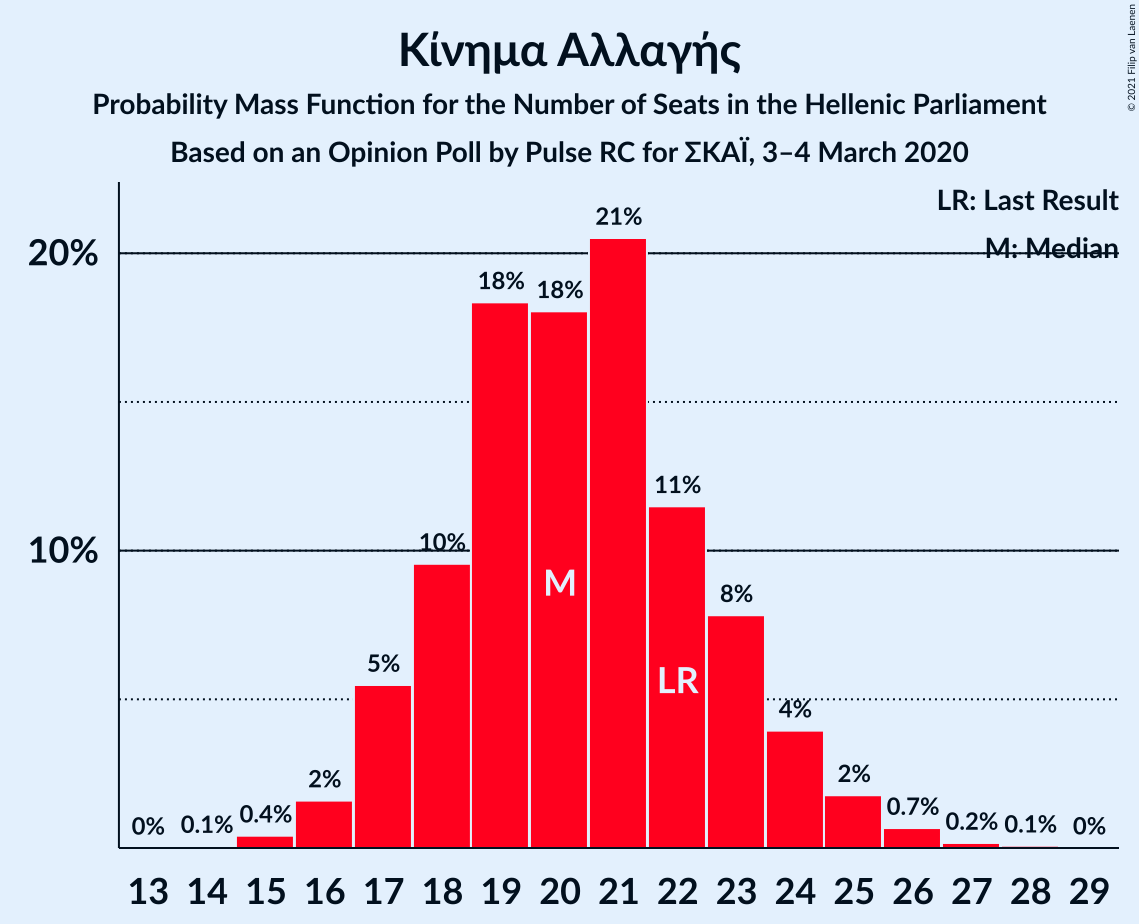 Κίνημα Αλλαγής
Probability Mass Function for the Number of Seats in the Hellenic Parliament
Based on an Opinion Poll by Pulse RC for ΣΚΑΪ, 3–4 March 2020
© 2021 Filip van Laenen
LR: Last Result
M: Median
20%
10%
0%
0.1%
0.4%
2%
5%
10%
18%
18%
21%
11%
8%
4%
2%
0.7%
0.2%
0.1%
0%
M
LR
13 14 15 16 17 18 19 20 21 22 23 24 25 26 27 28 29